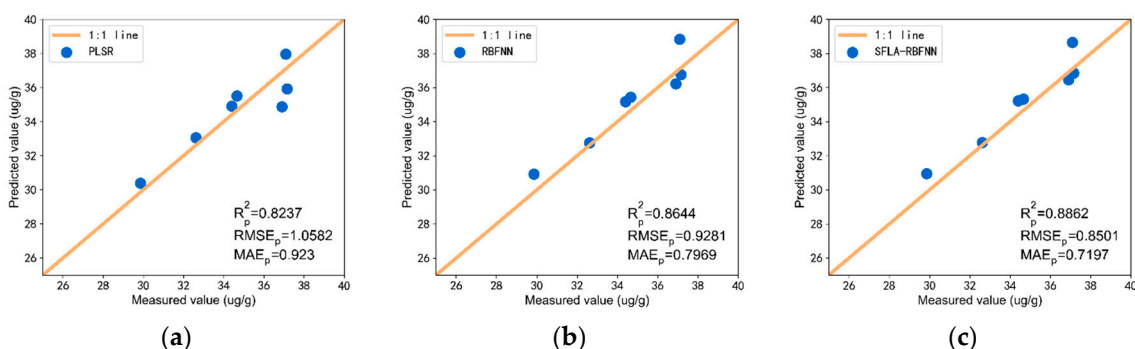 40
38
36
34
32
30
28
26
Predicted value (ug/g)
1:1 line
PLSR
R²p=0.8237
RMSEp=1.0582
MAEp=0.923
26 28 30 32 34 36 38 40
Measured value (ug/g)
(a)
40
38
36
34
32
30
28
26
Predicted value (ug/g)
1:1 line
RBFNN
R²p=0.8644
RMSEp=0.9281
MAEp=0.7969
26 28 30 32 34 36 38 40
Measured value (ug/g)
(b)
40
38
36
34
32
30
28
26
Predicted value (ug/g)
1:1 line
SFLA-RBFNN
R²p=0.8862
RMSEp=0.8501
MAEp=0.7197
26 28 30 32 34 36 38 40
Measured value (ug/g)
(c)